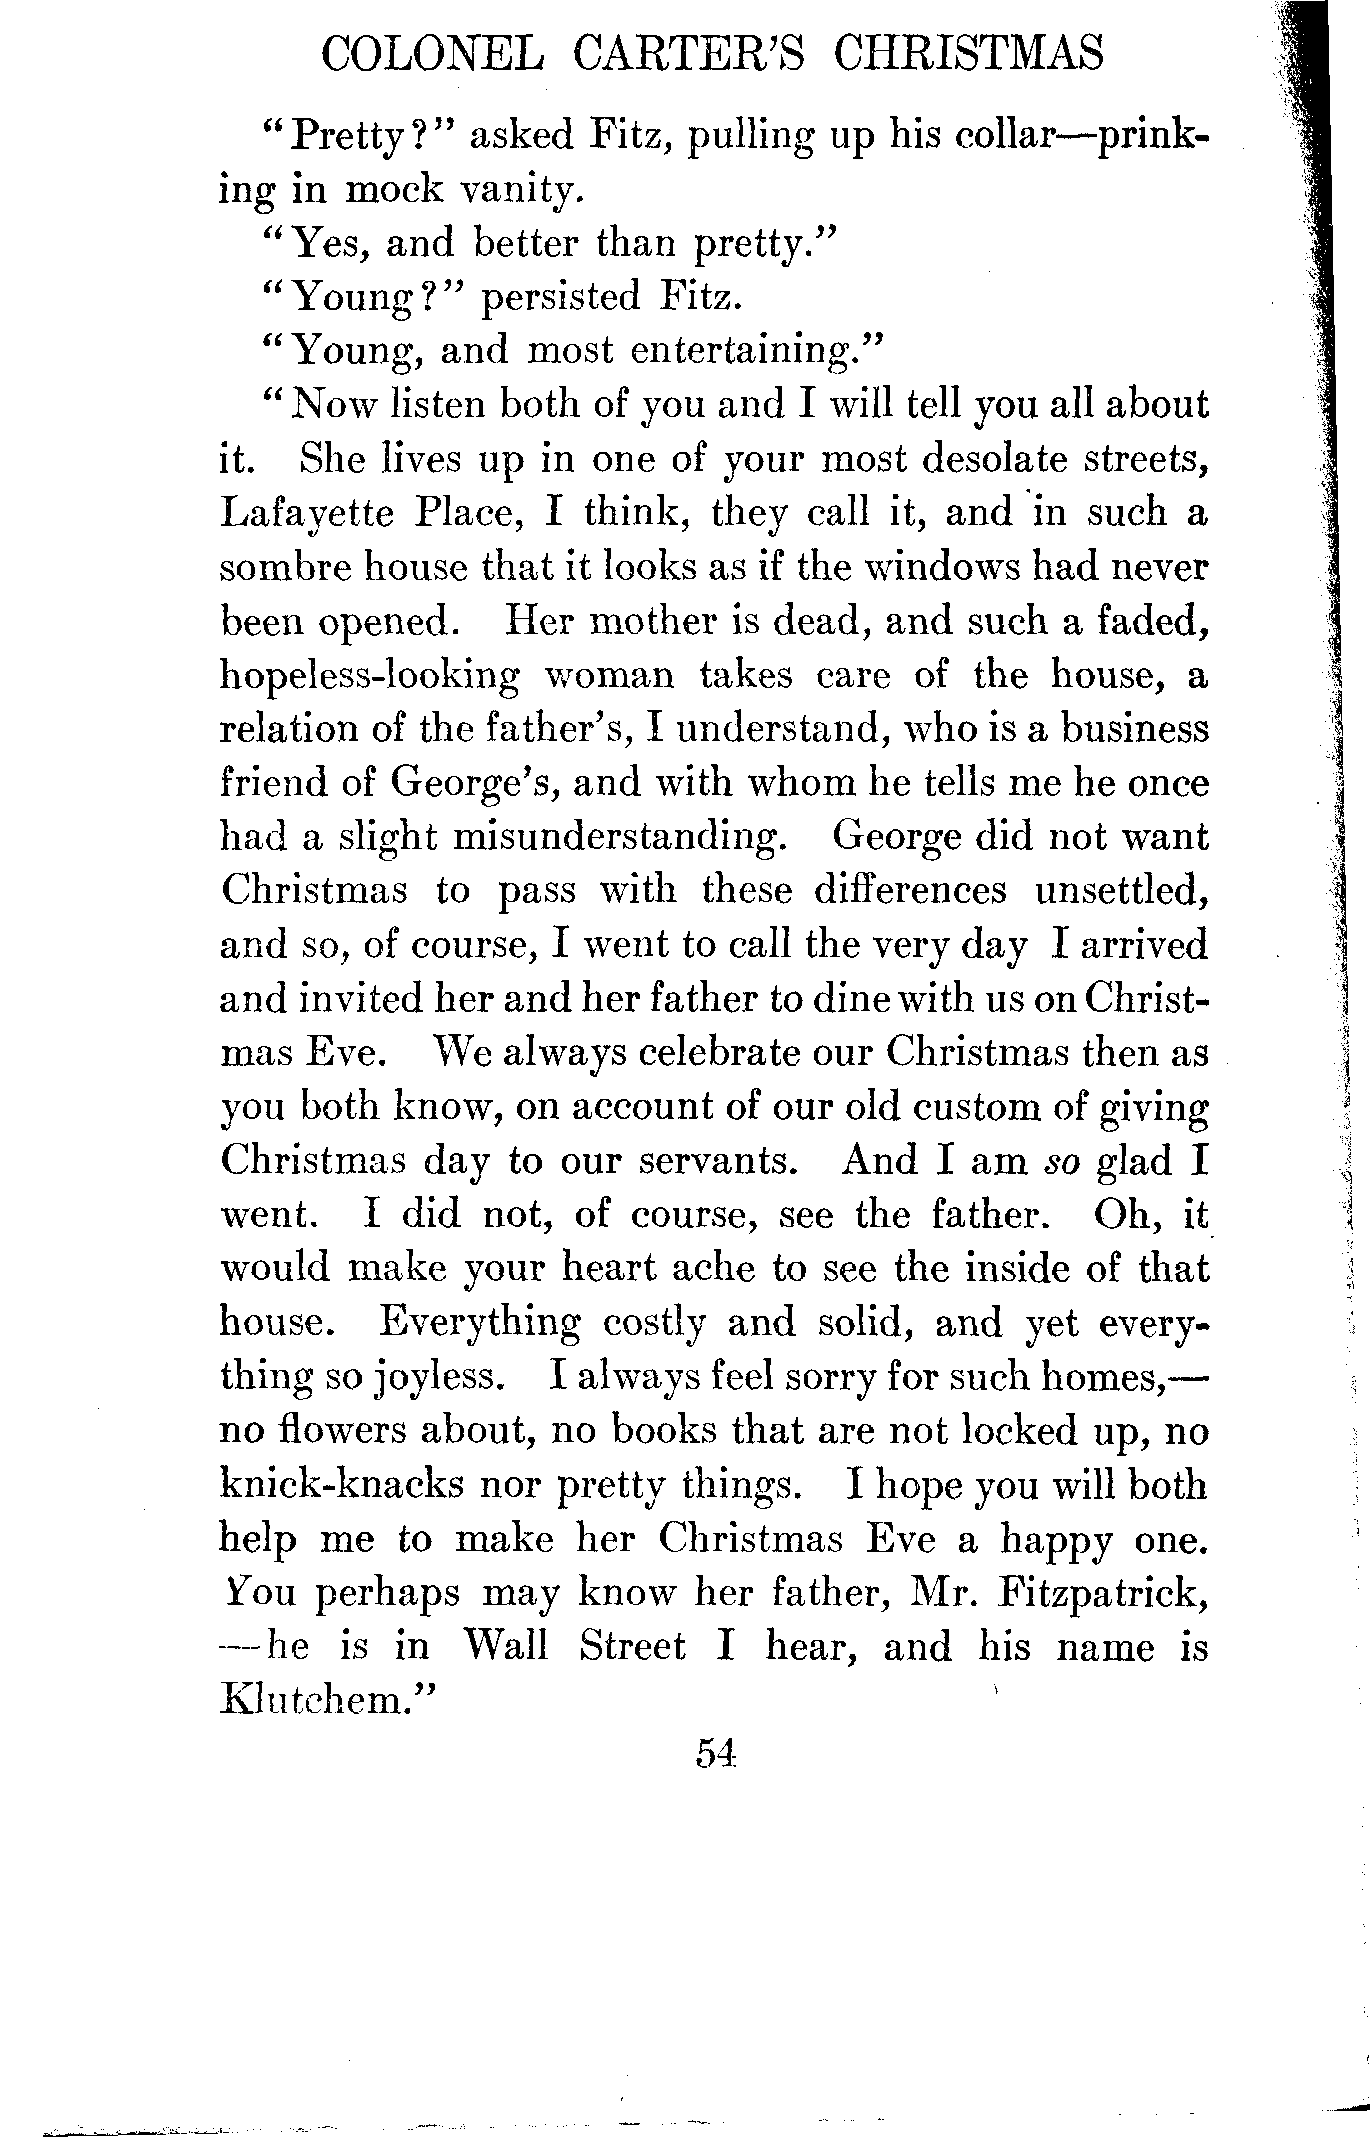 COLONEL CARTER'S CHRISTMAS
“Pretty?” asked Fitz, pulling up his collar—prink-
ing in mock vanity.
“Yes, and better than pretty.”
“Young?” persisted Fitz.
“Young, and most entertaining.”
“Now listen both of you and I will tell you all about
it. She lives up in one of your most desolate streets,
Lafayette Place, I think, they call it, and in such a
sombre house that it looks as if the windows had never
been opened. Her mother is dead, and such a faded,
hopeless-looking woman takes care of the house, a
relation of the father's, I understand, who is a business
friend of George's, and with whom he tells me he once
had a slight misunderstanding. George did not want
Christmas to pass with these differences unsettled,
and so, of course, I went to call the very day I arrived
and invited her and her father to dine with us on Christ-
mas Eve. We always celebrate our Christmas then as
you both know, on account of our old custom of giving
Christmas day to our servants. And I am so glad I
went. I did not, of course, see the father. Oh, it
would make your heart ache to see the inside of that
house. Everything costly and solid, and yet every-
thing so joyless. I always feel sorry for such homes,—
no flowers about, no books that are not locked up, no
knick-knacks nor pretty things. I hope you will both
help me to make her Christmas Eve a happy one.
You perhaps may know her father, Mr. Fitzpatrick,
—he is in Wall Street I hear, and his name is
Klutchem.”
54